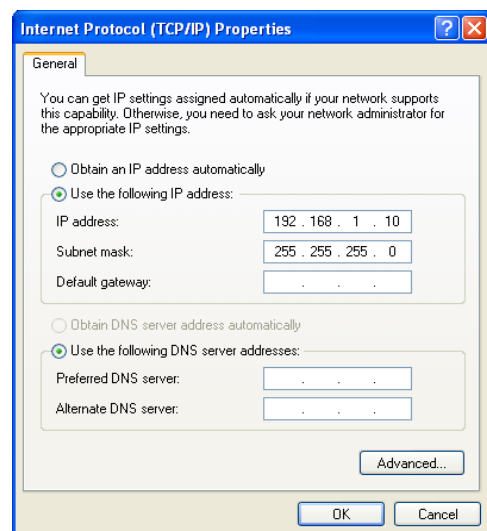 Internet Protocol (TCP/IP) Properties
General
You can get IP settings assigned automatically if your network supports
this capability. Otherwise, you need to ask your network administrator for
the appropriate IP settings.
Obtain an IP address automatically
Use the following IP address:
IP address: 192 . 168 . 1 . 10
Subnet mask: 255 . 255 . 255 . 0
Default gateway: . . .
Obtain DNS server address automatically
Use the following DNS server addresses:
Preferred DNS server: . . .
Alternate DNS server: . . .
Advanced...
OK Cancel